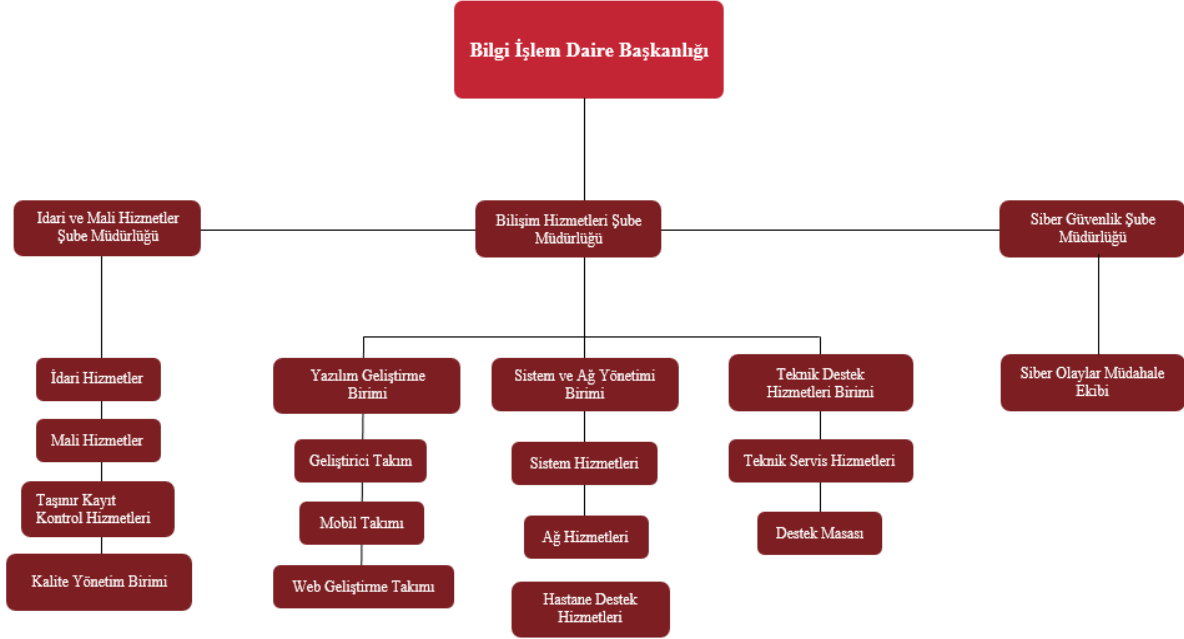 Bilgi İşlem Daire Başkanlığı
İdari ve Mali Hizmetler
Şube Müdürlüğü
Bilişim Hizmetleri Şube
Müdürlüğü
Siber Güvenlik Şube
Müdürlüğü
İdari Hizmetler
Mali Hizmetler
Taşınır Kayıt
Kontrol Hizmetleri
Kalite Yönetim Birimi
Yazılım Geliştirme
Birimi
Geliştirici Takım
Mobil Takımı
Web Geliştirme Takımı
Sistem ve Ağ Yönetimi
Birimi
Sistem Hizmetleri
Ağ Hizmetleri
Hastane Destek
Hizmetleri
Teknik Destek
Hizmetleri Birimi
Teknik Servis Hizmetleri
Destek Masası
Siber Olaylar Müdahale
Ekibi